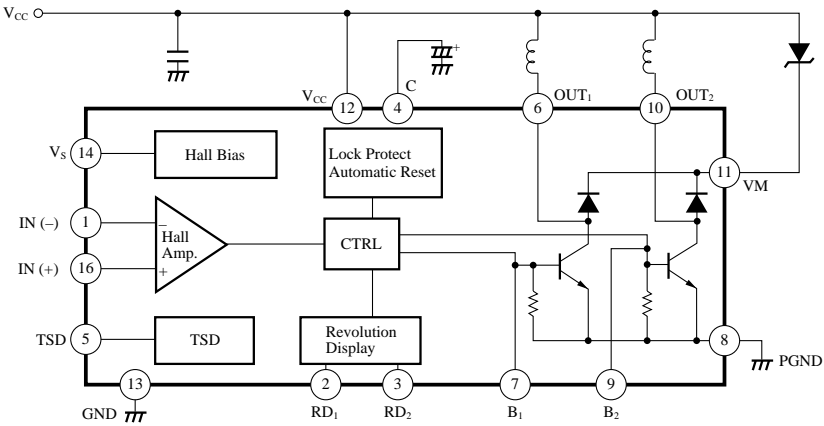 VCC
VCC
C
OUT1
OUT2
12
4
6
10
VS
14
Hall Bias
Lock Protect
Automatic Reset
11
VM
IN (–)
1
–
Hall
Amp.
CTRL
IN (+)
16
+
TSD
5
TSD
Revolution
Display
8
PGND
13
2
3
7
9
GND
RD1
RD2
B1
B2
+